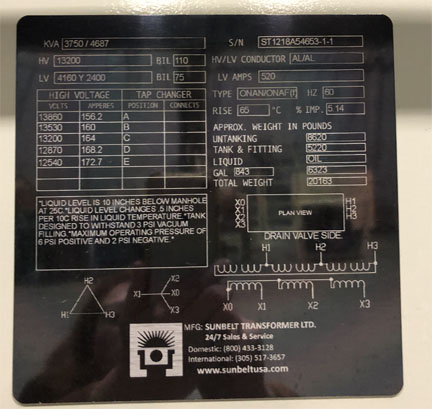 KVA 3750 / 4687 S/N ST1218A54653-1-1
HV 13200 BIL 110 HV/LV CONDUCTOR AL/AL
LV 4160 Y 2400 BIL 75 LV AMPS 520
HIGH VOLTAGE TAP CHANGER
VOLTS AMPERES POSITION CONNECTS
13860 156.2 A
13530 160 B
13200 164 C
12870 168.2 D
12540 172.7 E
TYPE ONAN/ONAF(f) HZ 60
RISE 65 °C % IMP. 5.14
APPROX. WEIGHT IN POUNDS
UNTANKING 8620
TANK & FITTING 5220
LIQUID OIL
GAL 843 6323
TOTAL WEIGHT 20163
*LIQUID LEVEL IS 10 INCHES BELOW MANHOLE
AT 25C.*LIQUID LEVEL CHANGES .5 INCHES
PER 10C RISE IN LIQUID TEMPERATURE.*TANK
DESIGNED TO WITHSTAND 3 PSI VACUUM
FILLING.*MAXIMUM OPERATING PRESSURE OF
6 PSI POSITIVE AND 2 PSI NEGATIVE.*
X0 H1
X1 H2
X2 H3
X3
PLAN VIEW
DRAIN VALVE SIDE
H1 H2 H3
X0 X1 X2 X3
H2
H1 H3
X2
X1 X0
X3
MFG: SUNBELT TRANSFORMER LTD.
24/7 Sales & Service
Domestic: (800) 433-3128
International: (305) 517-3657
www.sunbeltusa.com